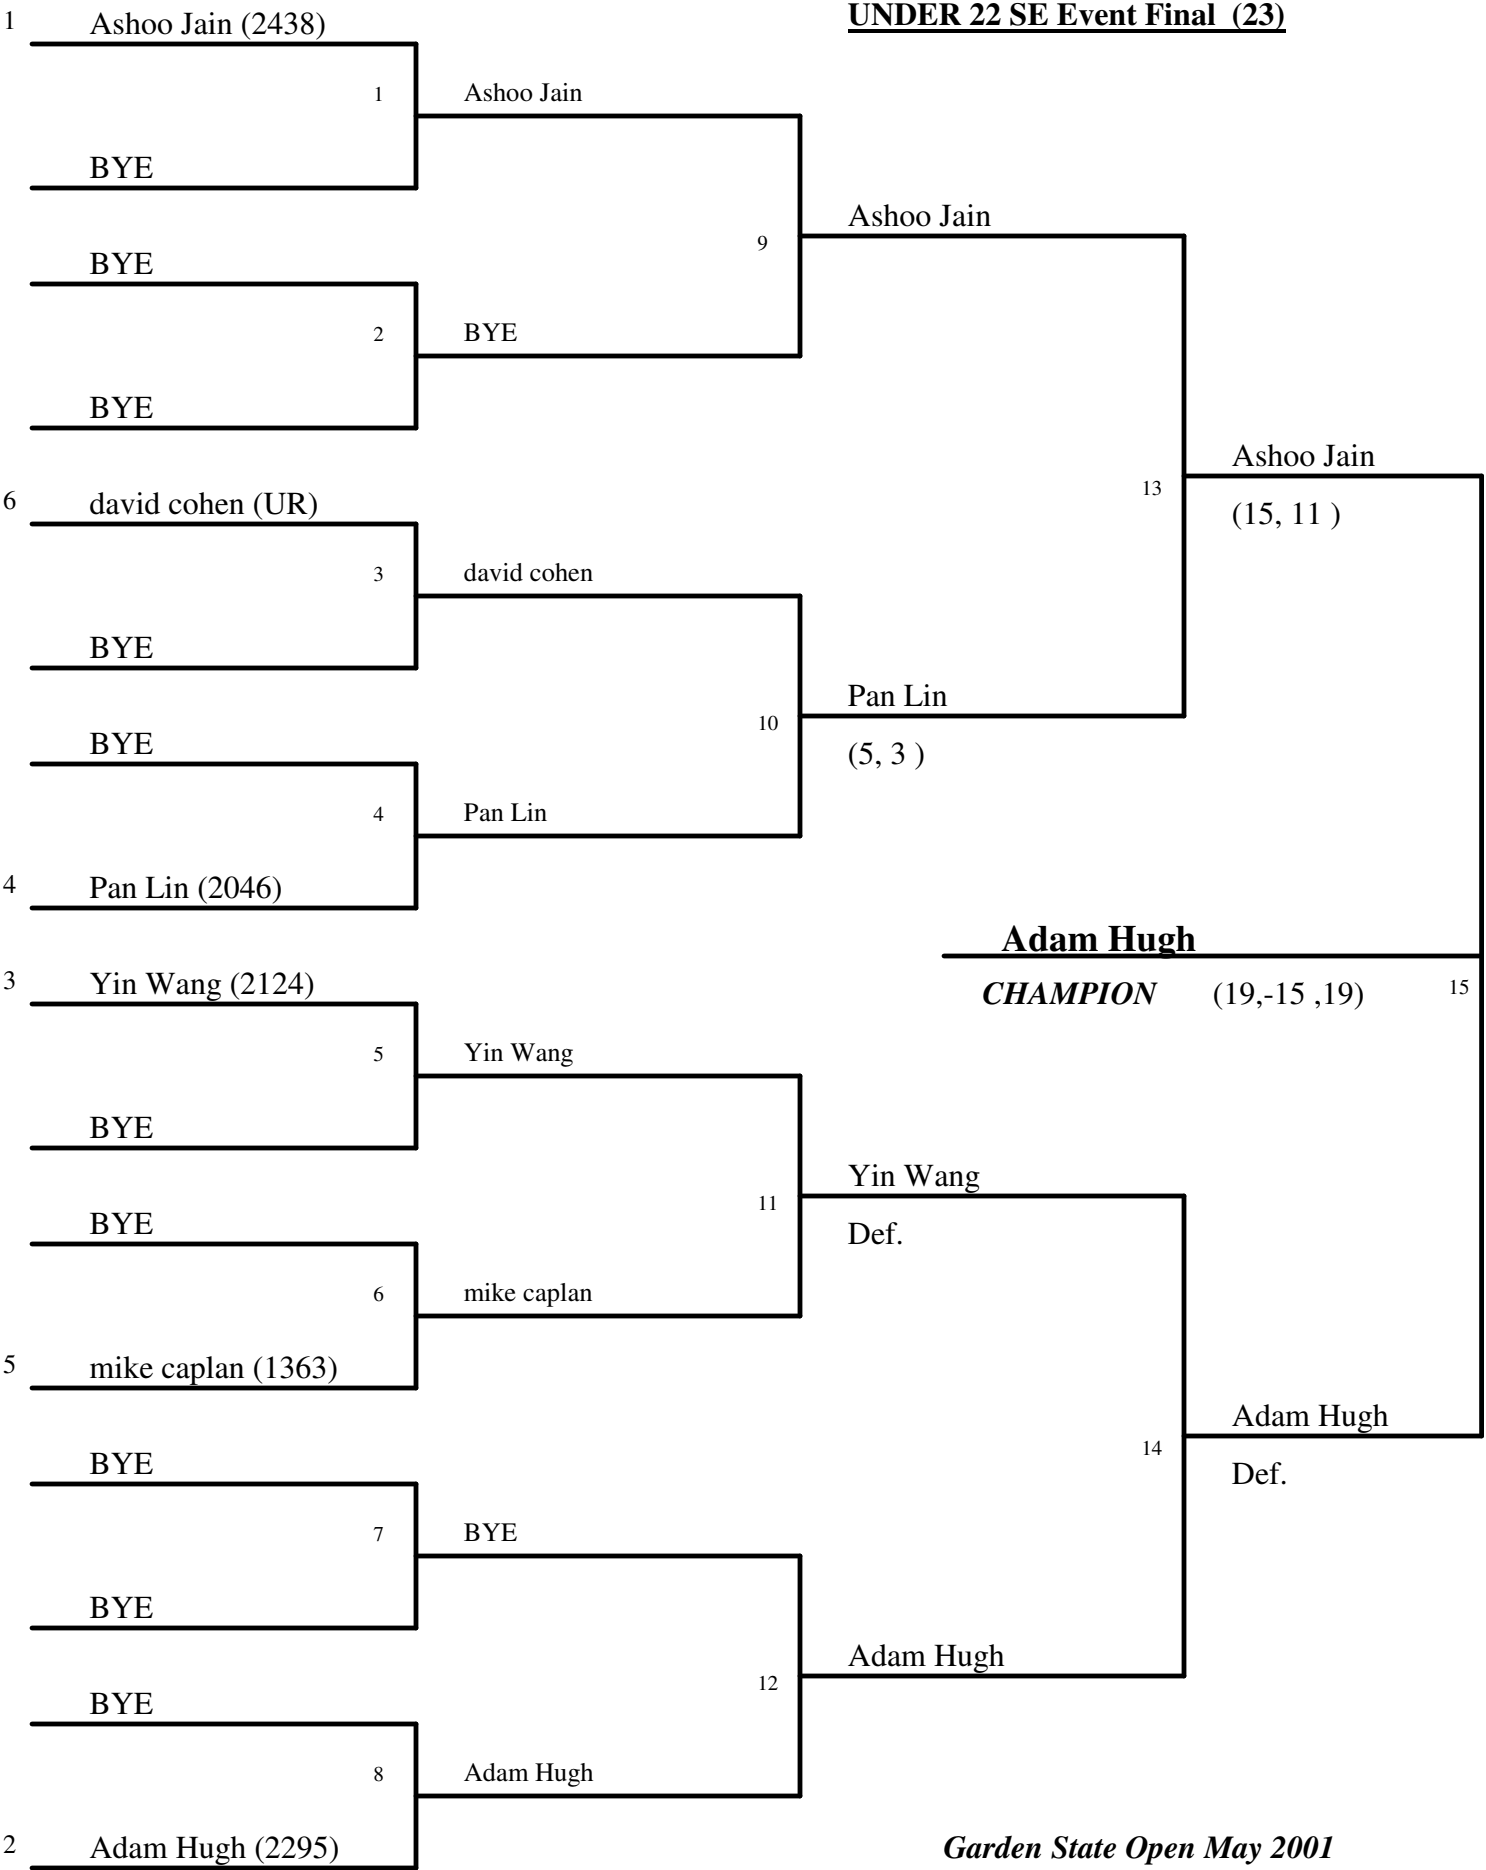 UNDER 22 SE Event Final (23)
1 Ashoo Jain (2438)
1 Ashoo Jain
BYE
Ashoo Jain
9
BYE
2 BYE
BYE
Ashoo Jain
13
(15, 11 )
6 david cohen (UR)
3 david cohen
BYE
Pan Lin
10
(5, 3 )
BYE
4 Pan Lin
4 Pan Lin (2046)
Adam Hugh
CHAMPION (19,-15 ,19) 15
3 Yin Wang (2124)
5 Yin Wang
BYE
Yin Wang
11
Def.
BYE
6 mike caplan
5 mike caplan (1363)
Adam Hugh
14
Def.
BYE
7 BYE
BYE
Adam Hugh
12
BYE
8 Adam Hugh
2 Adam Hugh (2295)
Garden State Open May 2001